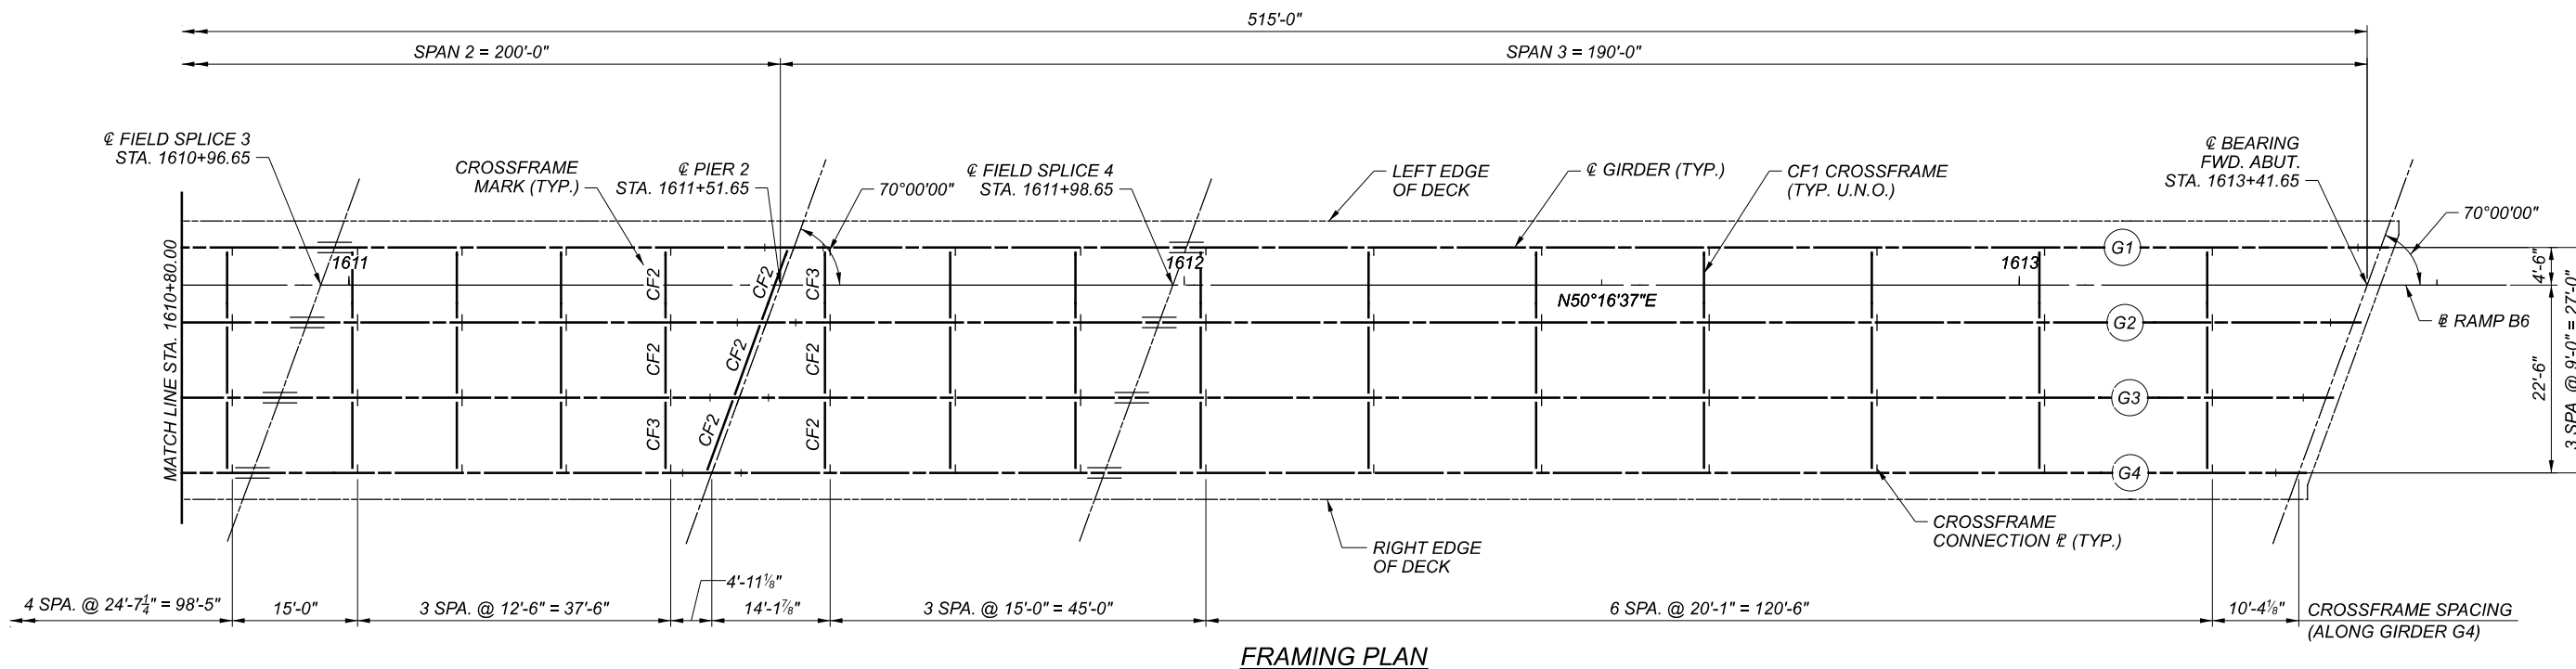 515'-0"
SPAN 2 = 200'-0"
SPAN 3 = 190'-0"
℄ FIELD SPLICE 3
STA. 1610+96.65
CROSSFRAME
MARK (TYP.)
℄ PIER 2
STA. 1611+51.65
70°00'00"
℄ FIELD SPLICE 4
STA. 1611+98.65
LEFT EDGE
OF DECK
℄ GIRDER (TYP.)
CF1 CROSSFRAME
(TYP. U.N.O.)
℄ BEARING
FWD. ABUT.
STA. 1613+41.65
70°00'00"
MATCH LINE STA. 1610+80.00
1611
1612
1613
N50°16'37"E
CF2
CF2
CF3
CF2
CF2
CF2
CF3
CF2
CF2
G1
G2
G3
G4
4'-6"
22'-6"
3 SPA. @ 9'-0" = 27'-0"
RAMP B6
CROSSFRAME
CONNECTION ⅊ (TYP.)
RIGHT EDGE
OF DECK
4 SPA. @ 24'-7¼" = 98'-5"
15'-0"
3 SPA. @ 12'-6" = 37'-6"
4'-11⅛"
14'-1⅞"
3 SPA. @ 15'-0" = 45'-0"
6 SPA. @ 20'-1" = 120'-6"
10'-4⅛"
CROSSFRAME SPACING
(ALONG GIRDER G4)
FRAMING PLAN